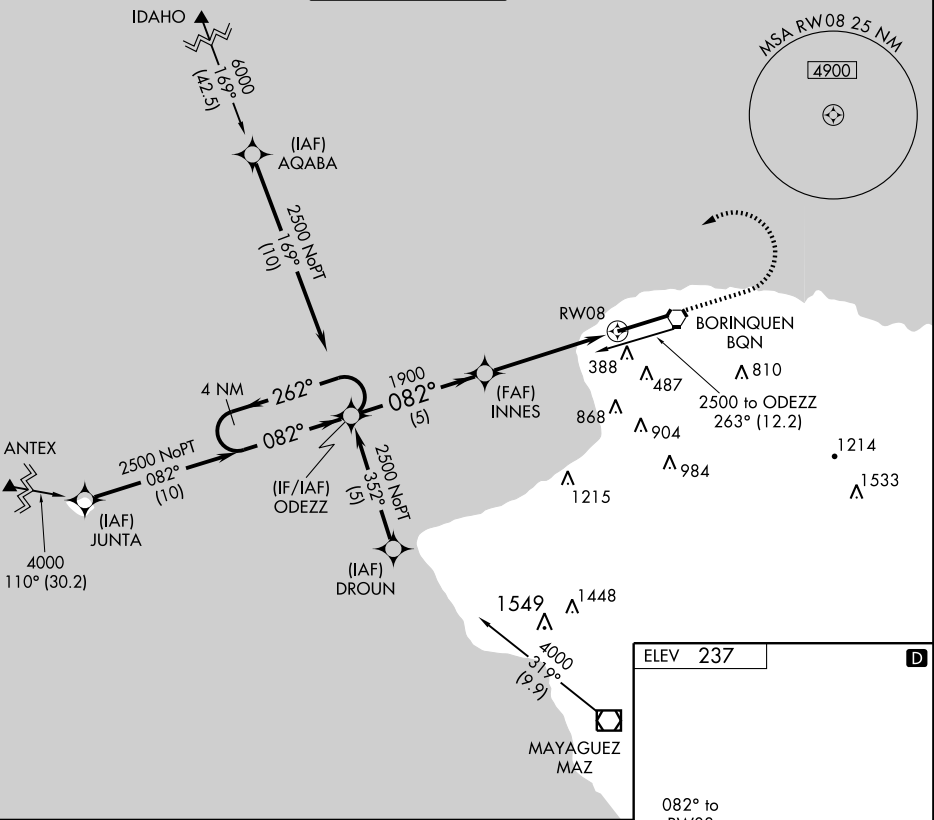 IDAHO
6000
169°
(42.5)
MSA RW08 25 NM
4900
(IAF)
AQABA
2500 NoPT
169°
(10)
RW08
BORINQUEN
BQN
388
487
810
1900
082°
(5)
(FAF)
INNES
4 NM
262°
082°
2500 to ODEZZ
263° (12.2)
868
904
984
1214
1533
1215
ANTEX
2500 NoPT
082°
(10)
(IF/IAF)
ODEZZ
2500 NoPT
352°
(5)
(IAF)
JUNTA
4000
110° (30.2)
(IAF)
DROUN
1549
1448
4000
319°
(9.9)
MAYAGUEZ
MAZ
ELEV 237
D
082° to
RW08